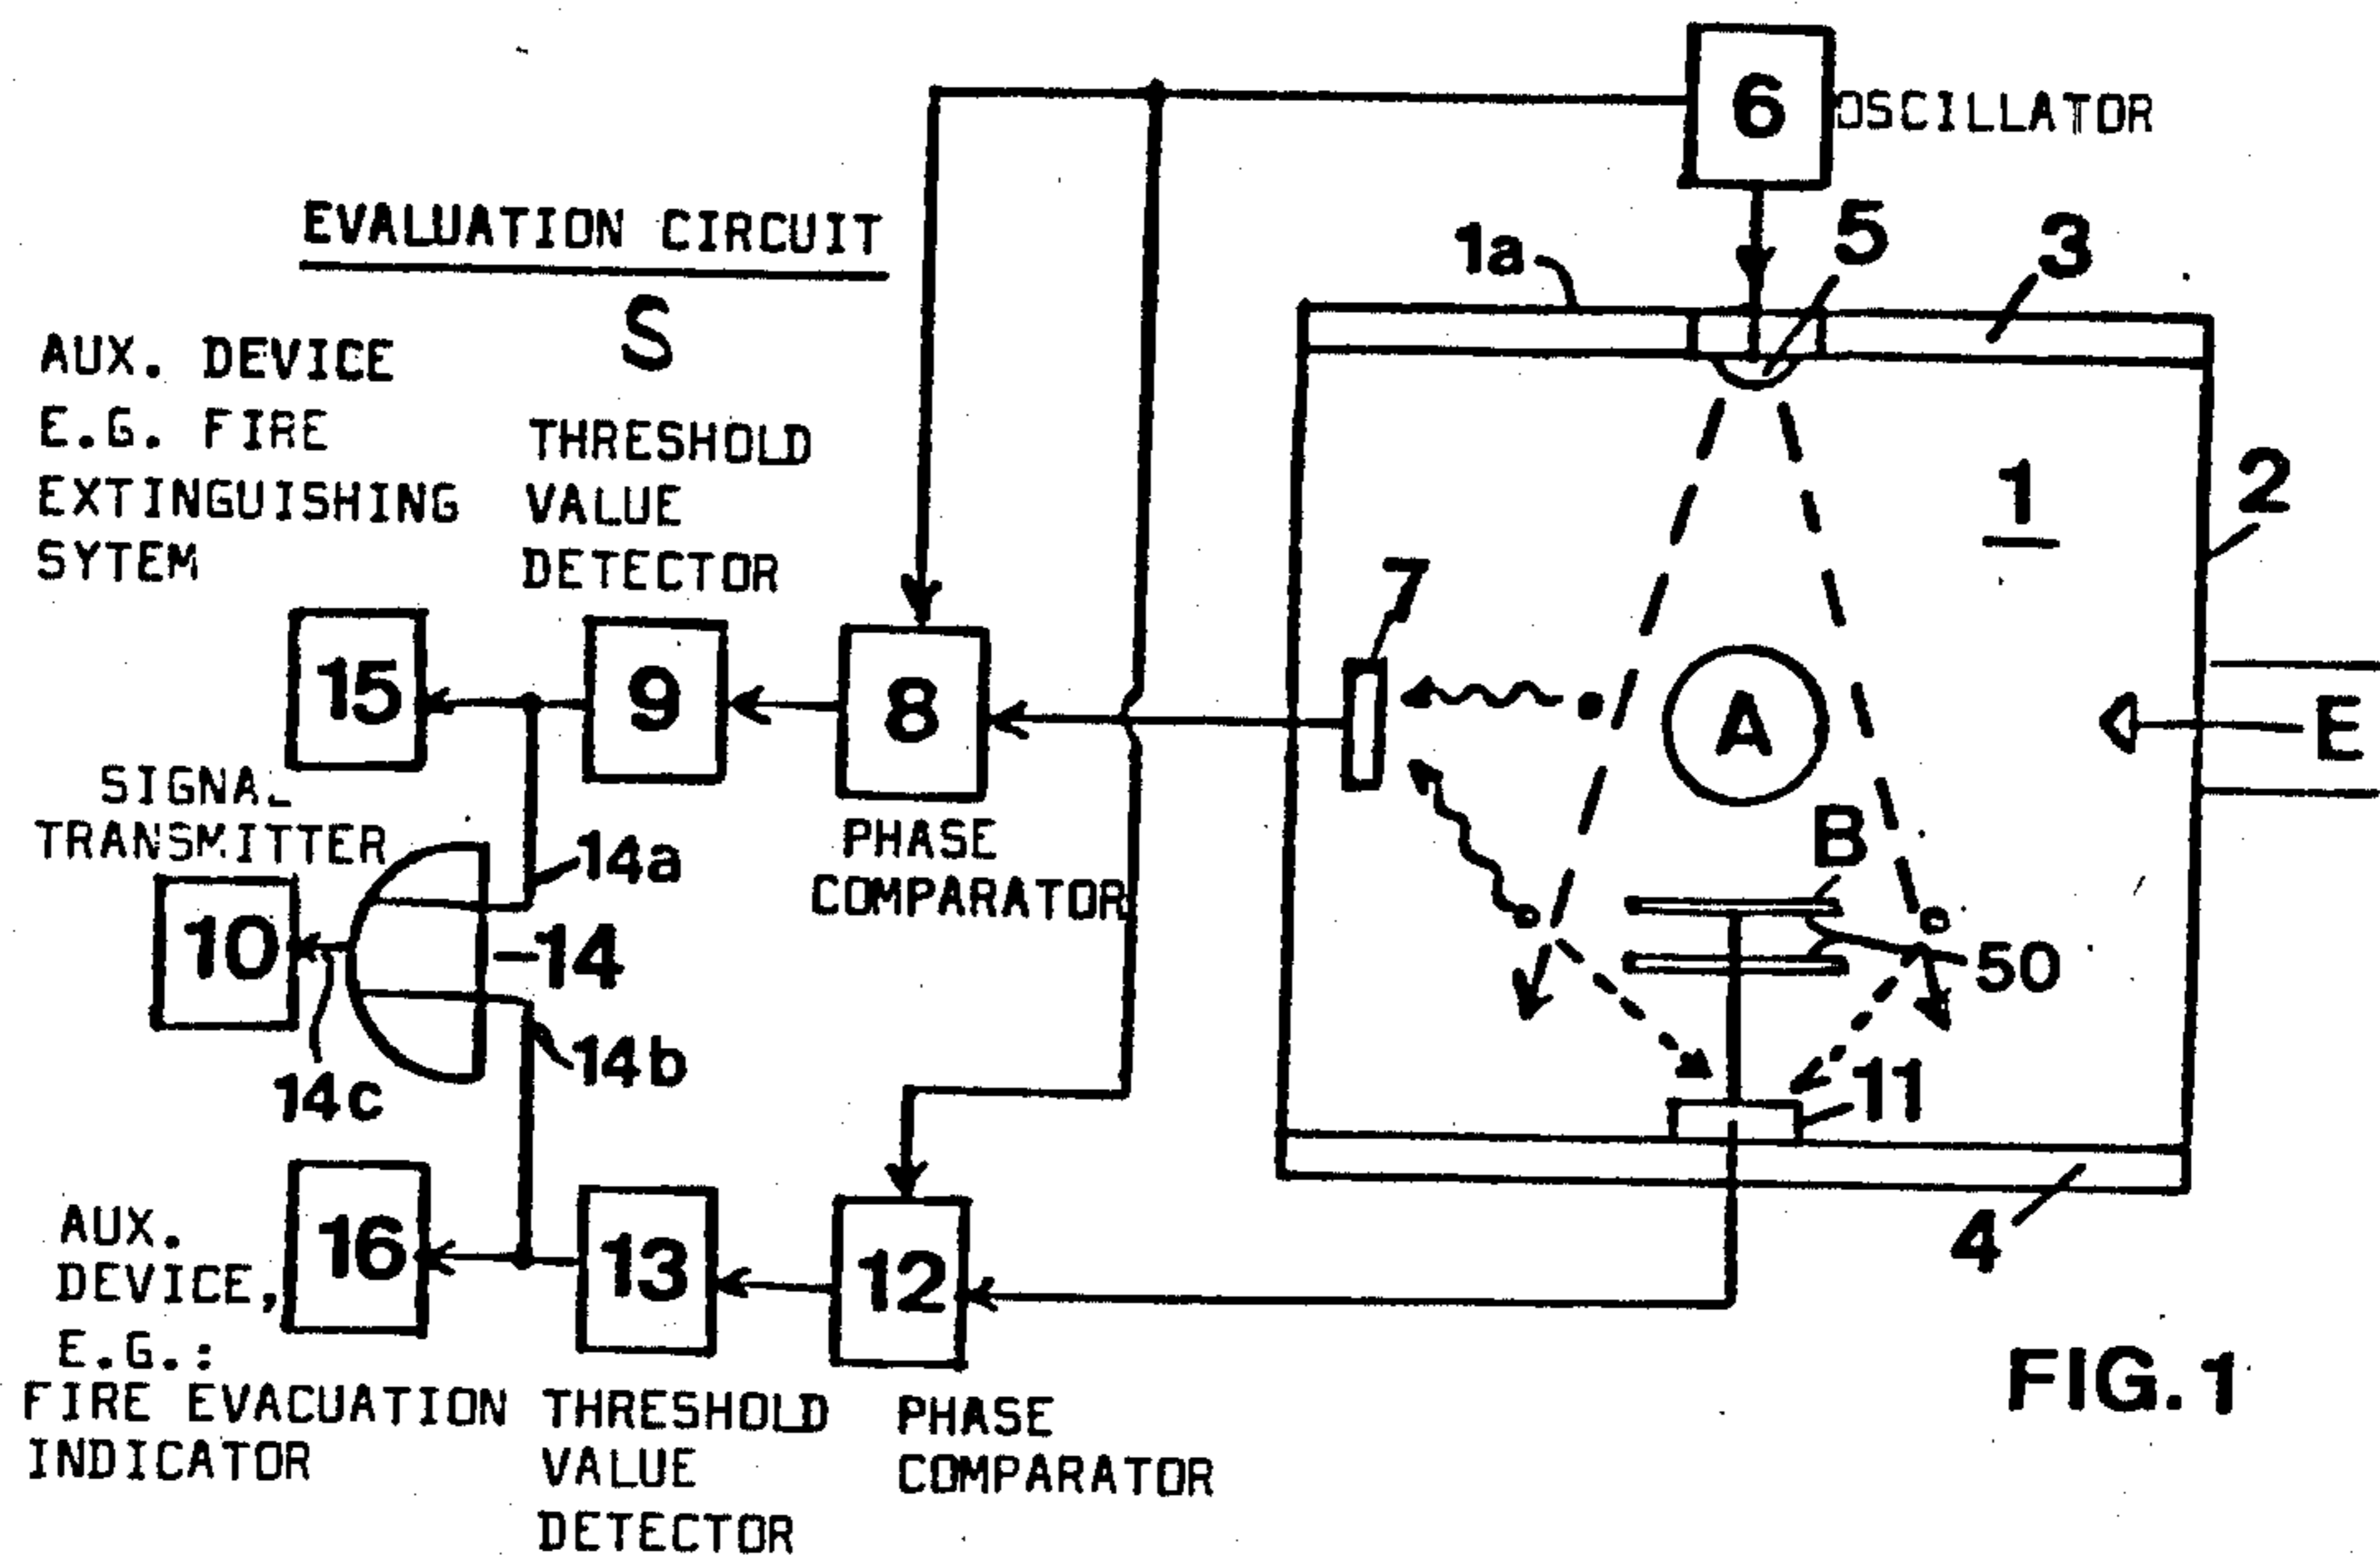 6 OSCILLATOR
EVALUATION CIRCUIT
S
1a
5
3
AUX. DEVICE
E.G. FIRE
EXTINGUISHING
SYTEM
THRESHOLD
VALUE
DETECTOR
1
2
7
15
9
8
A
E
SIGNAL
TRANSMITTER
PHASE
COMPARATOR
14a
B
10
14
50
14b
14c
11
4
16
13
12
AUX.
DEVICE,
E.G.:
FIRE EVACUATION
INDICATOR
THRESHOLD
VALUE
DETECTOR
PHASE
COMPARATOR
FIG.1